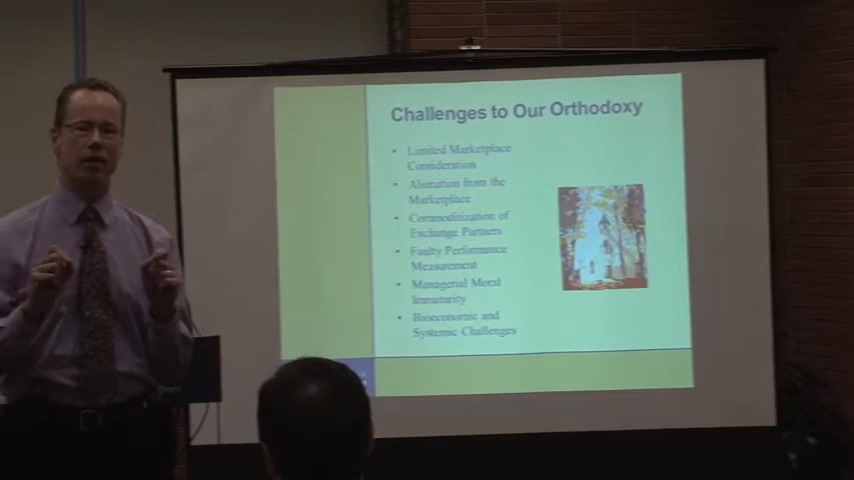 Challenges to Our Orthodoxy
• Limited Marketplace
Consideration
• Alienation from the
Marketplace
• Commoditization of
Exchange Partners
• Faulty Performance
Measurement
• Managerial Moral
Immaturity
• Bioeconomic and
Systemic Challenges